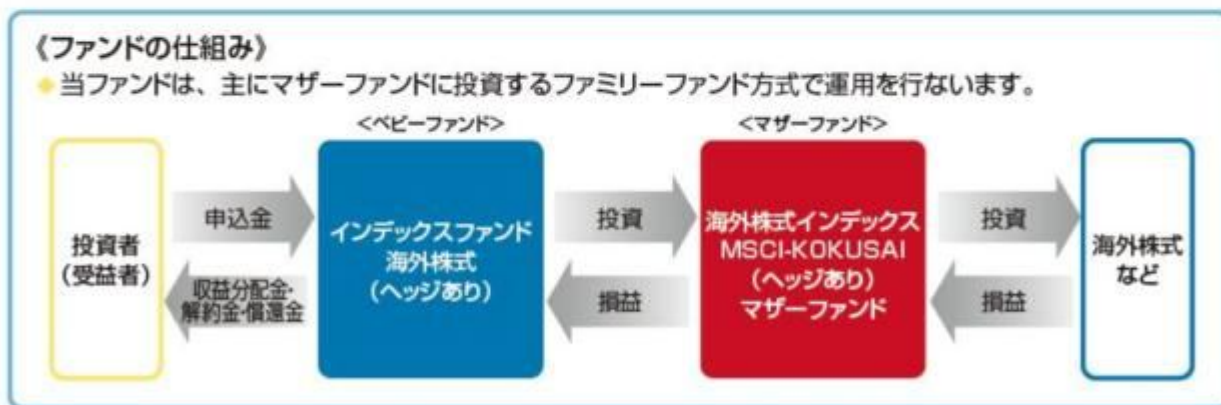 《ファンドの仕組み》
◆当ファンドは、主にマザーファンドに投資するファミリーファンド方式で運用を行ないます。
<ベビーファンド>
<マザーファンド>
投資者
(受益者)
申込金
収益分配金・
解約金・償還金
インデックスファンド
海外株式
(ヘッジあり)
投資
損益
海外株式インデックス
MSCI-KOKUSAI
(ヘッジあり)
マザーファンド
投資
損益
海外株式
など